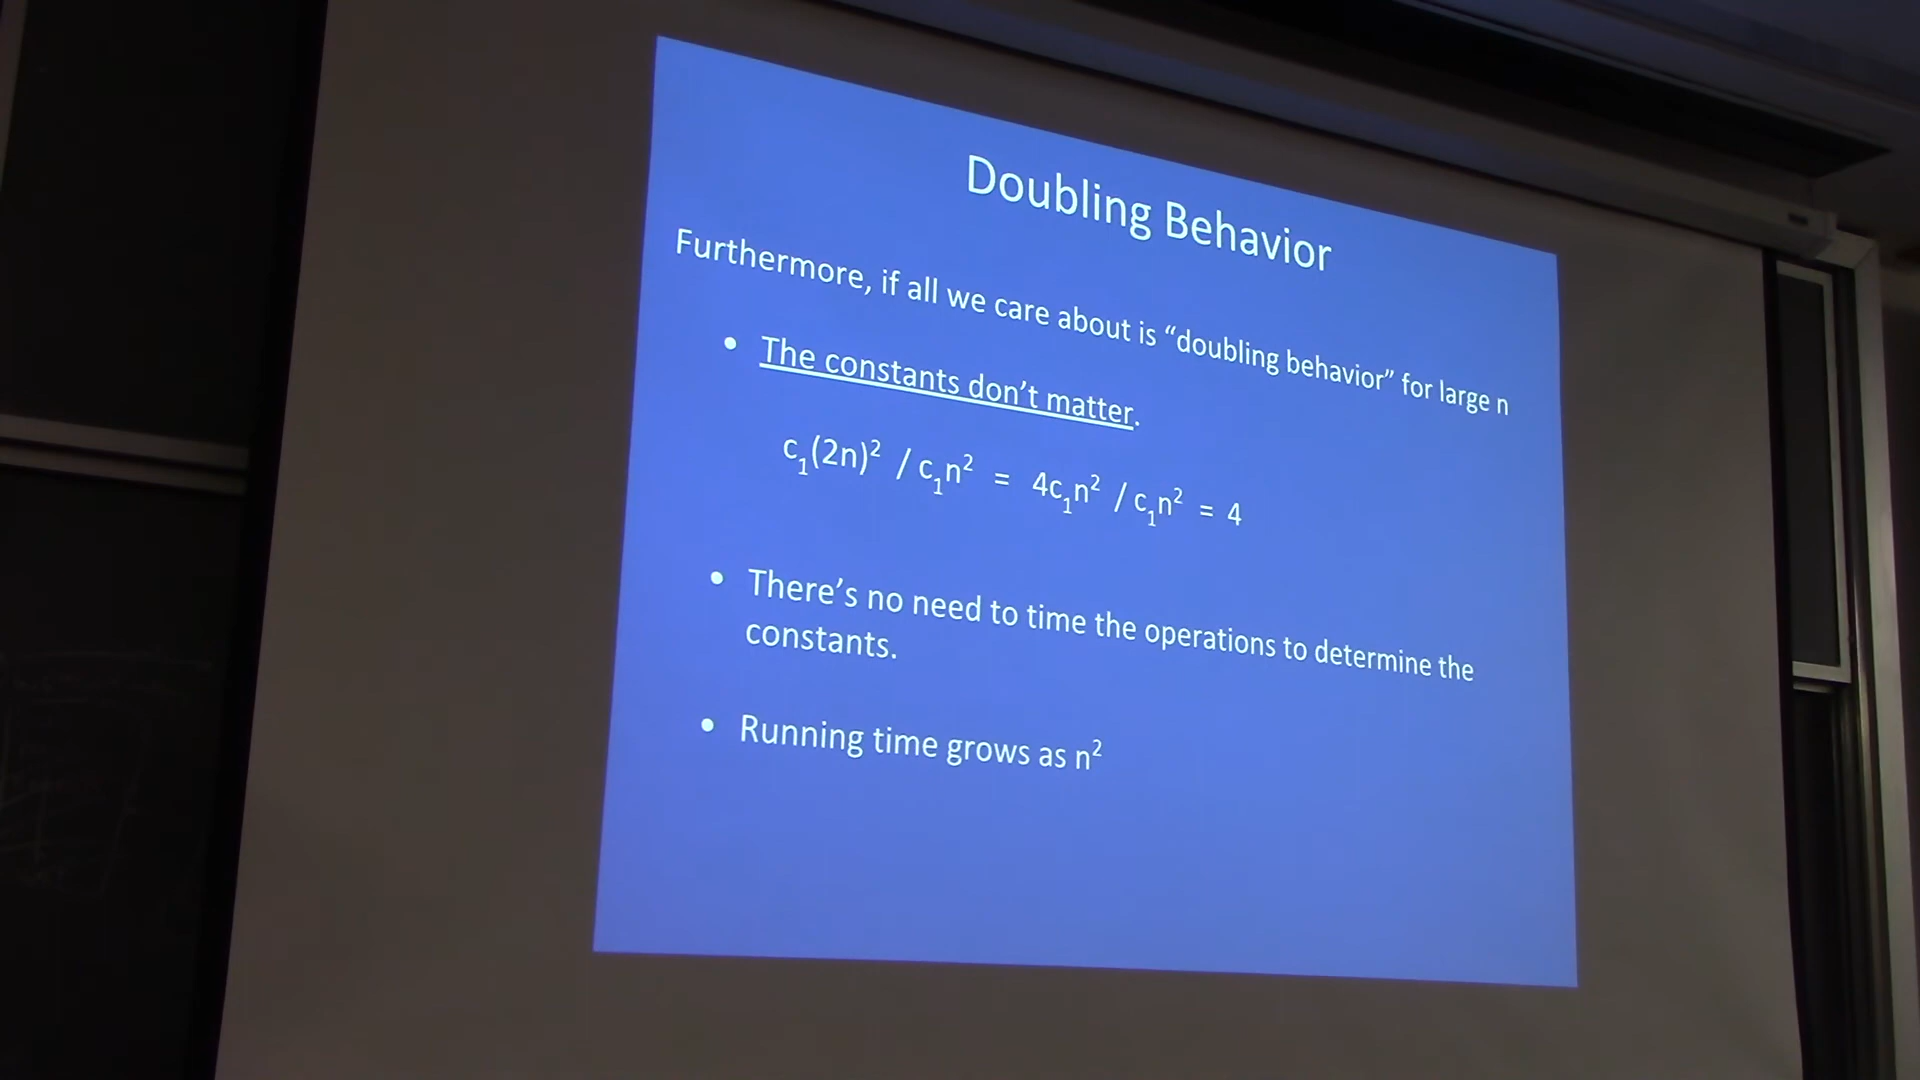 Doubling Behavior
Furthermore, if all we care about is “doubling behavior” for large n
• The constants don’t matter.
c₁(2n)² / c₁n² = 4c₁n² / c₁n² = 4
• There’s no need to time the operations to determine the
constants.
• Running time grows as n²